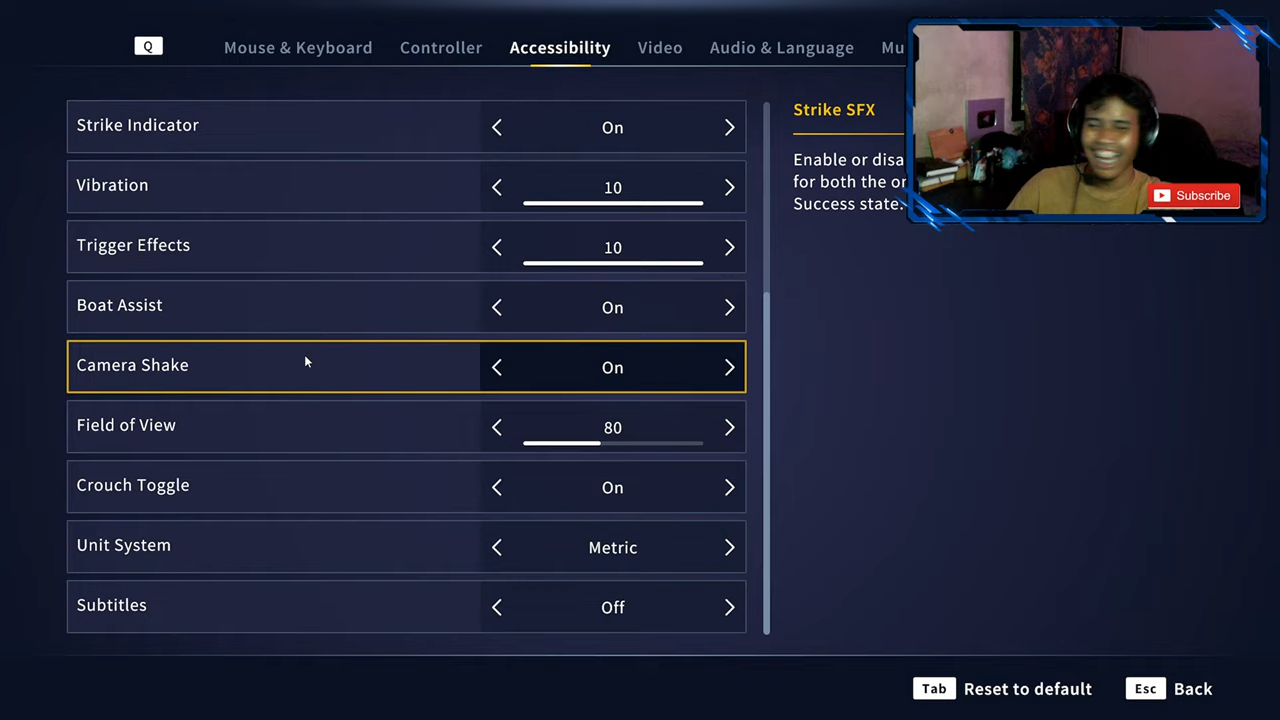 Q
Mouse & Keyboard
Controller
Accessibility
Video
Audio & Language
Mu
Strike Indicator
On
Vibration
10
Trigger Effects
10
Boat Assist
On
Camera Shake
On
Field of View
80
Crouch Toggle
On
Unit System
Metric
Subtitles
Off
Strike SFX
Enable or disa
for both the or
Success state.
Subscribe
Tab Reset to default
Esc Back